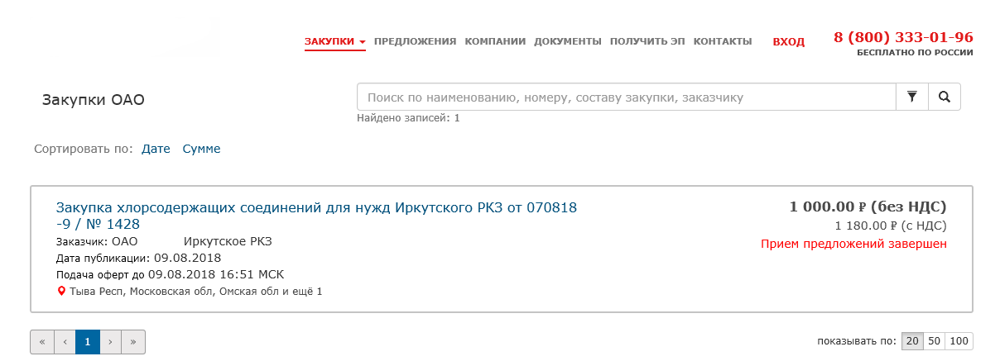 ЗАКУПКИ ПРЕДЛОЖЕНИЯ КОМПАНИИ ДОКУМЕНТЫ ПОЛУЧИТЬ ЭП КОНТАКТЫ ВХОД 8 (800) 333-01-96
БЕСПЛАТНО ПО РОССИИ
Закупки ОАО
Поиск по наименованию, номеру, составу закупки, заказчику
Найдено записей: 1
Сортировать по: Дате Сумме
Закупка хлорсодержащих соединений для нужд Иркутского РКЗ от 070818
-9 / № 1428
1 000.00 ₽ (без НДС)
1 180.00 ₽ (с НДС)
Прием предложений завершен
Заказчик: ОАО Иркутское РКЗ
Дата публикации: 09.08.2018
Подача оферт до 09.08.2018 16:51 МСК
Тыва Респ, Московская обл, Омская обл и ещё 1
« ‹ 1 › »
показывать по: 20 50 100